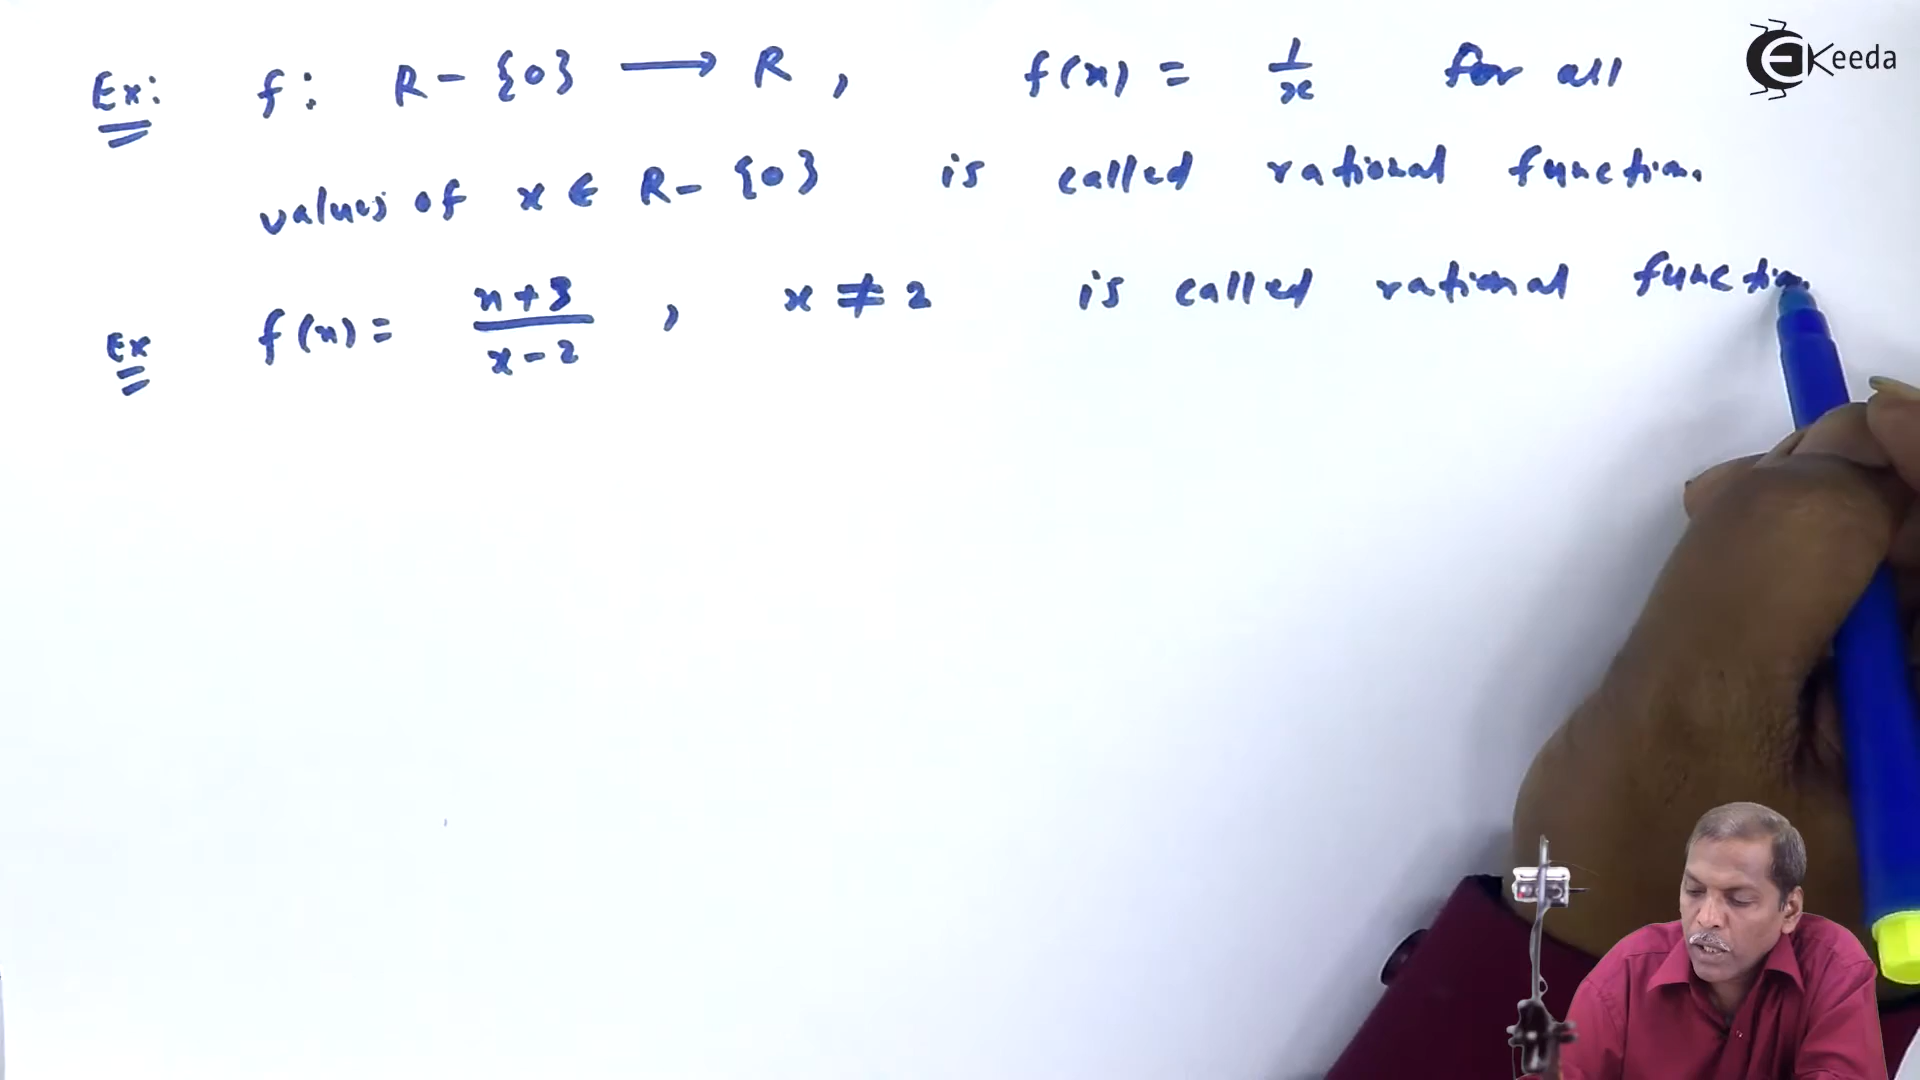 Ex: f: R - {0} ⟶ R , f(x) = 1/x for all
values of x ∈ R - {0} is called rational function.
Ex f(x) = x+3/x-2 , x ≠ 2 is called rational function.
EKeeda